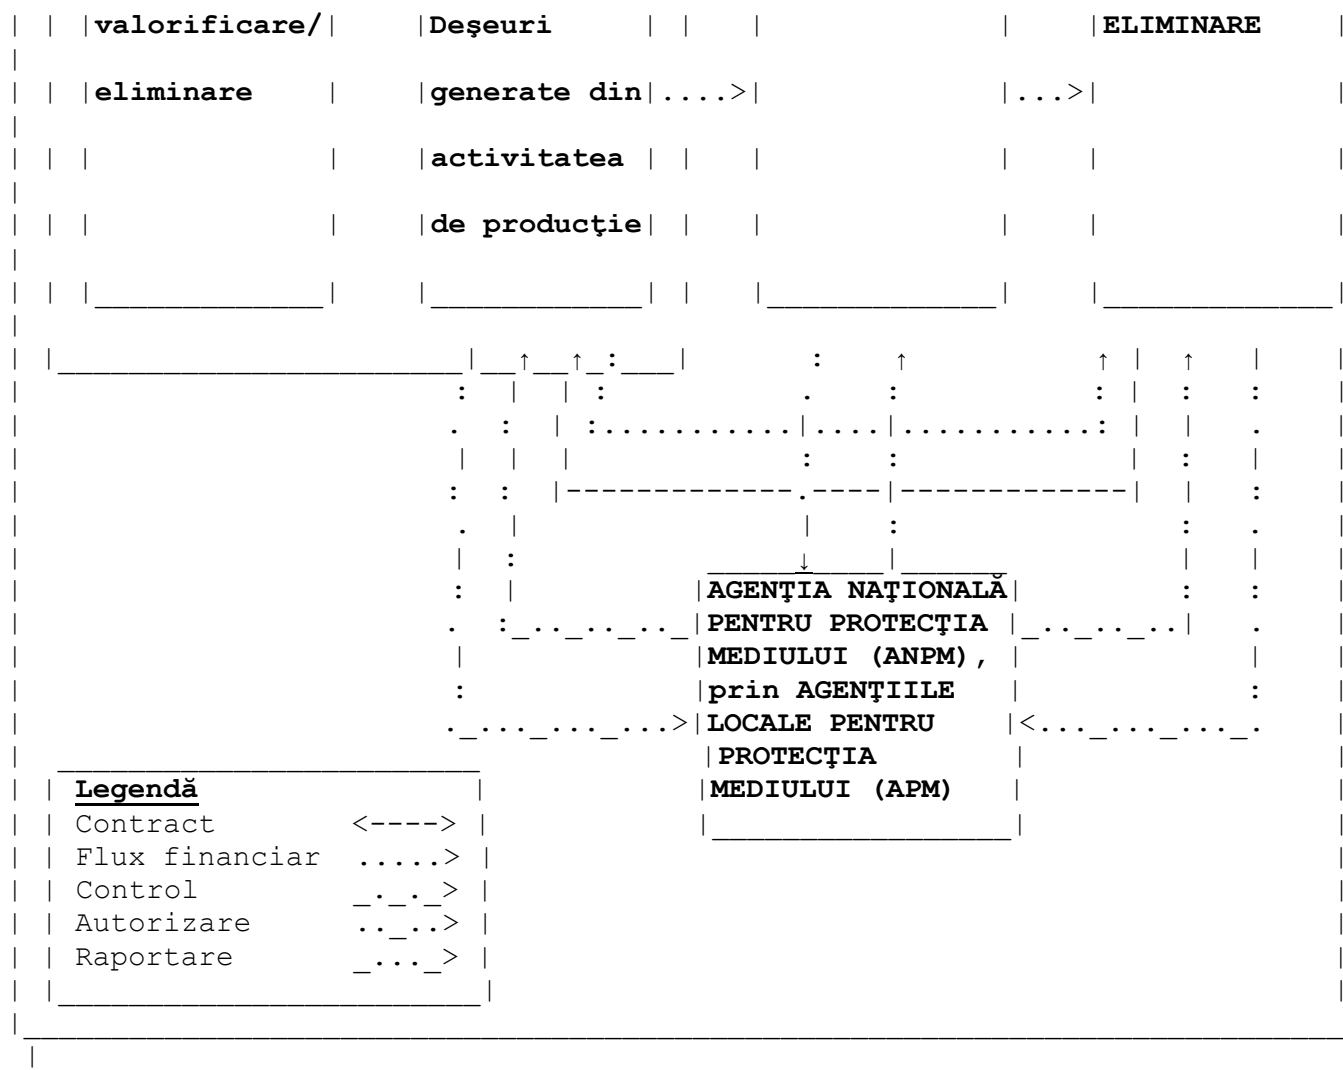 valorificare/ Deşeuri ELIMINARE
eliminare generate din ....> ...>
activitatea
de producţie
AGENŢIA NAŢIONALĂ
PENTRU PROTECŢIA
MEDIULUI (ANPM),
prin AGENŢIILE
LOCALE PENTRU
PROTECŢIA
MEDIULUI (APM)
Legendă
Contract <---->
Flux financiar .....>
Control _._._>
Autorizare .._..>
Raportare _..._>